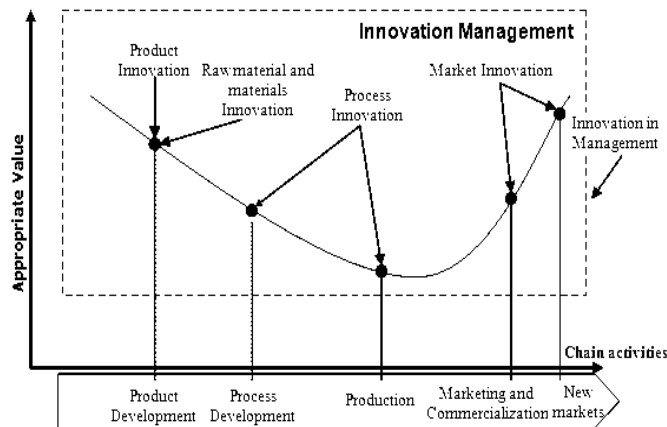 Innovation Management
Product
Innovation
Raw material and
materials
Innovation
Process
Innovation
Market Innovation
Innovation in
Management
Appropriate Value
Chain activities
Product
Development
Process
Development
Production
Marketing and
Commercialization
New
markets